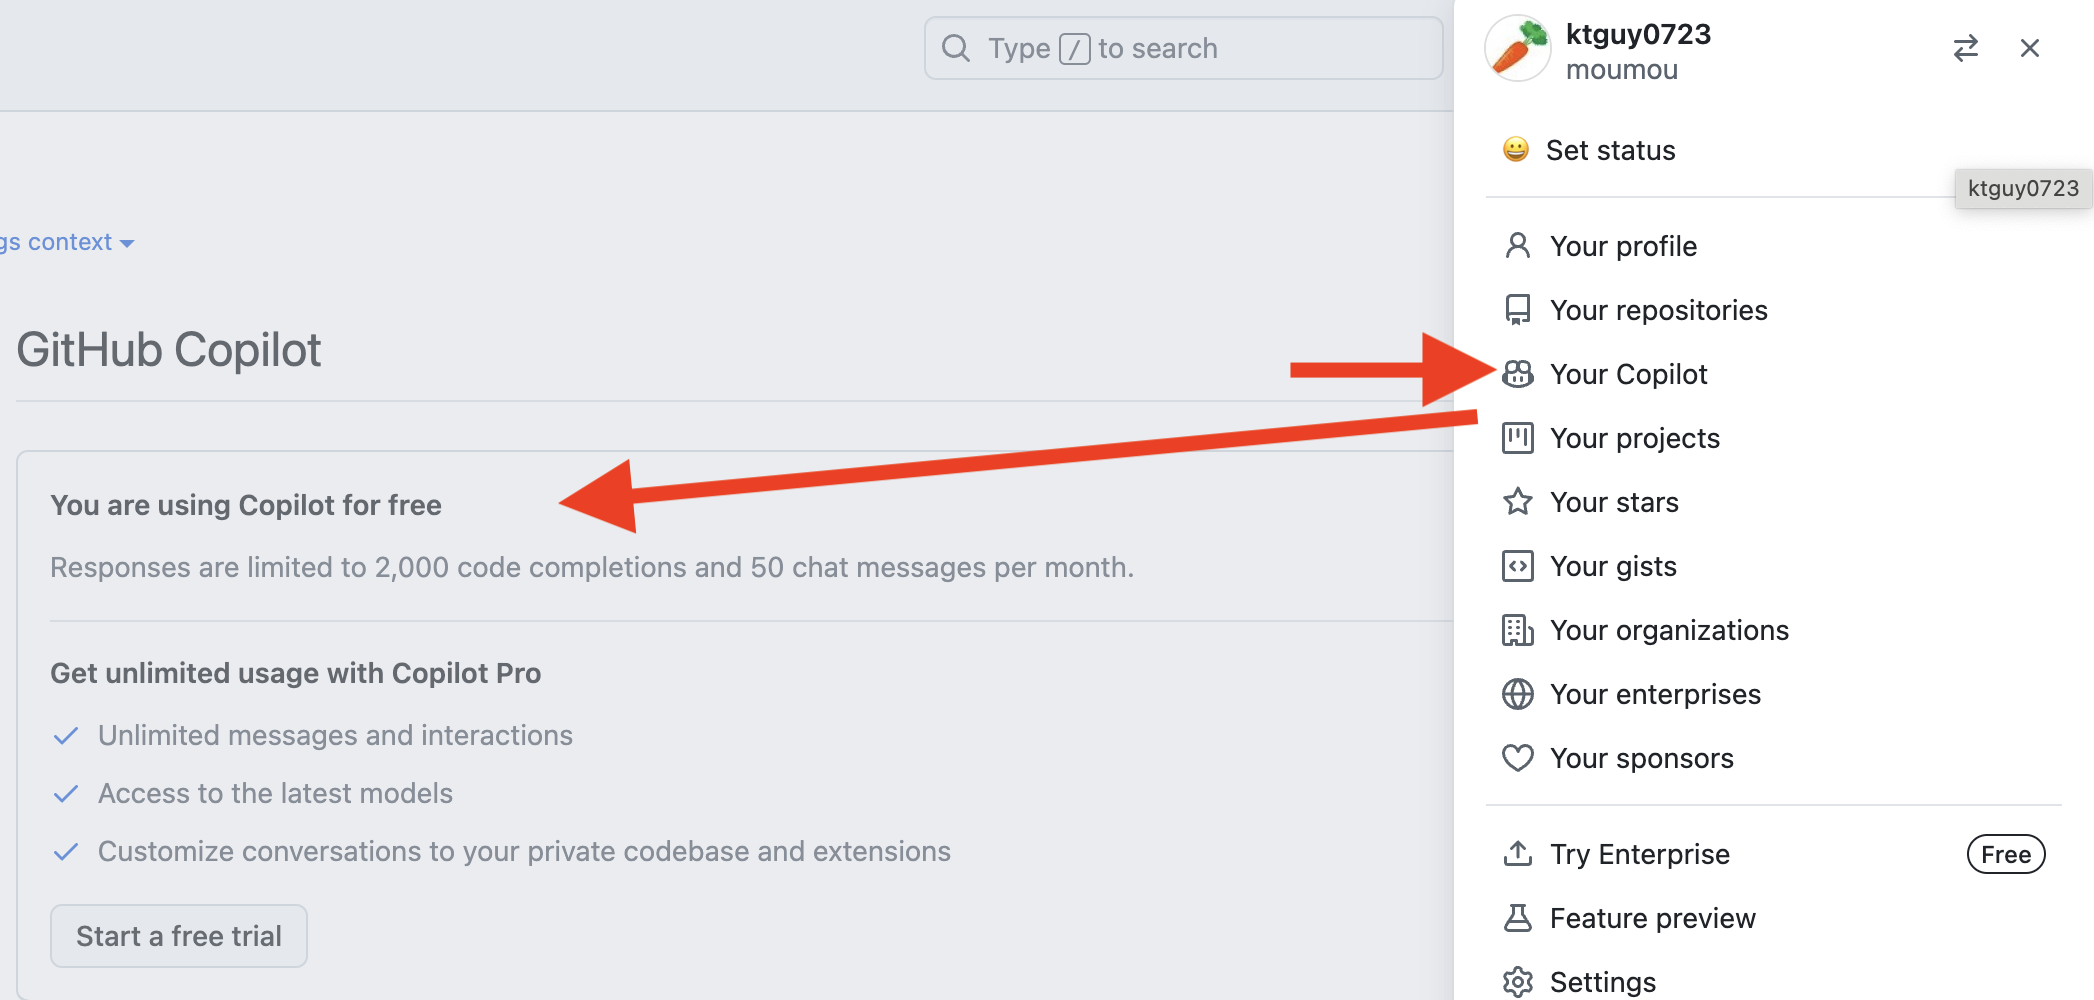 Type / to search
gs context
GitHub Copilot
You are using Copilot for free
Responses are limited to 2,000 code completions and 50 chat messages per month.
Get unlimited usage with Copilot Pro
Unlimited messages and interactions
Access to the latest models
Customize conversations to your private codebase and extensions
Start a free trial
ktguy0723
moumou
Set status
ktguy0723
Your profile
Your repositories
Your Copilot
Your projects
Your stars
Your gists
Your organizations
Your enterprises
Your sponsors
Try Enterprise Free
Feature preview
Settings